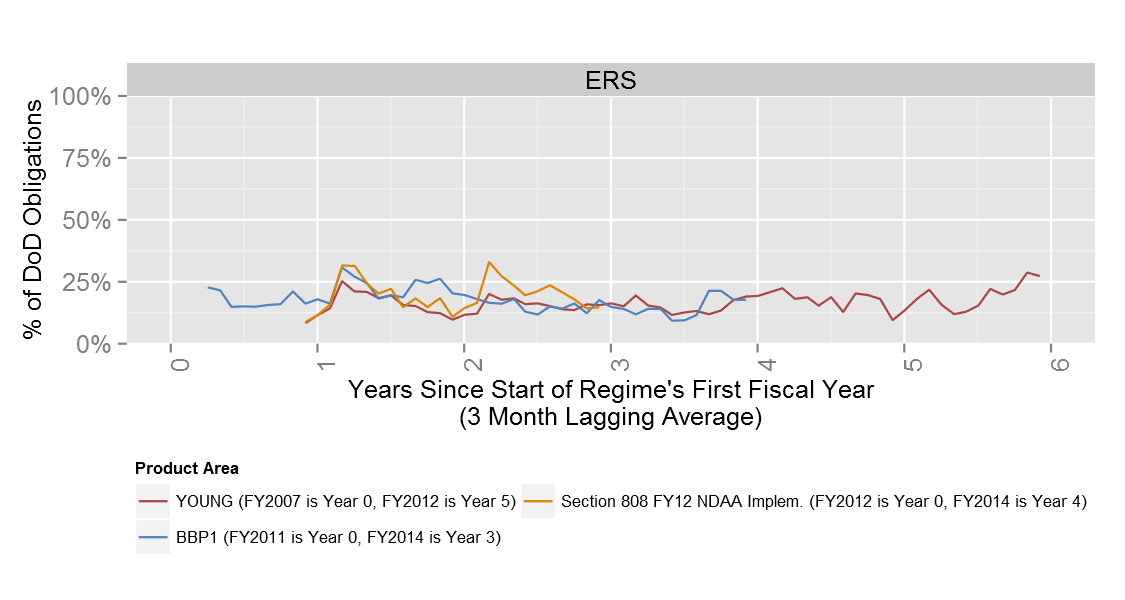 ERS
100%
75%
50%
25%
0%
% of DoD Obligations
0 1 2 3 4 5 6
Years Since Start of Regime's First Fiscal Year
(3 Month Lagging Average)
Product Area
YOUNG (FY2007 is Year 0, FY2012 is Year 5) Section 808 FY12 NDAA Implem. (FY2012 is Year 0, FY2014 is Year 4)
BBP1 (FY2011 is Year 0, FY2014 is Year 3)